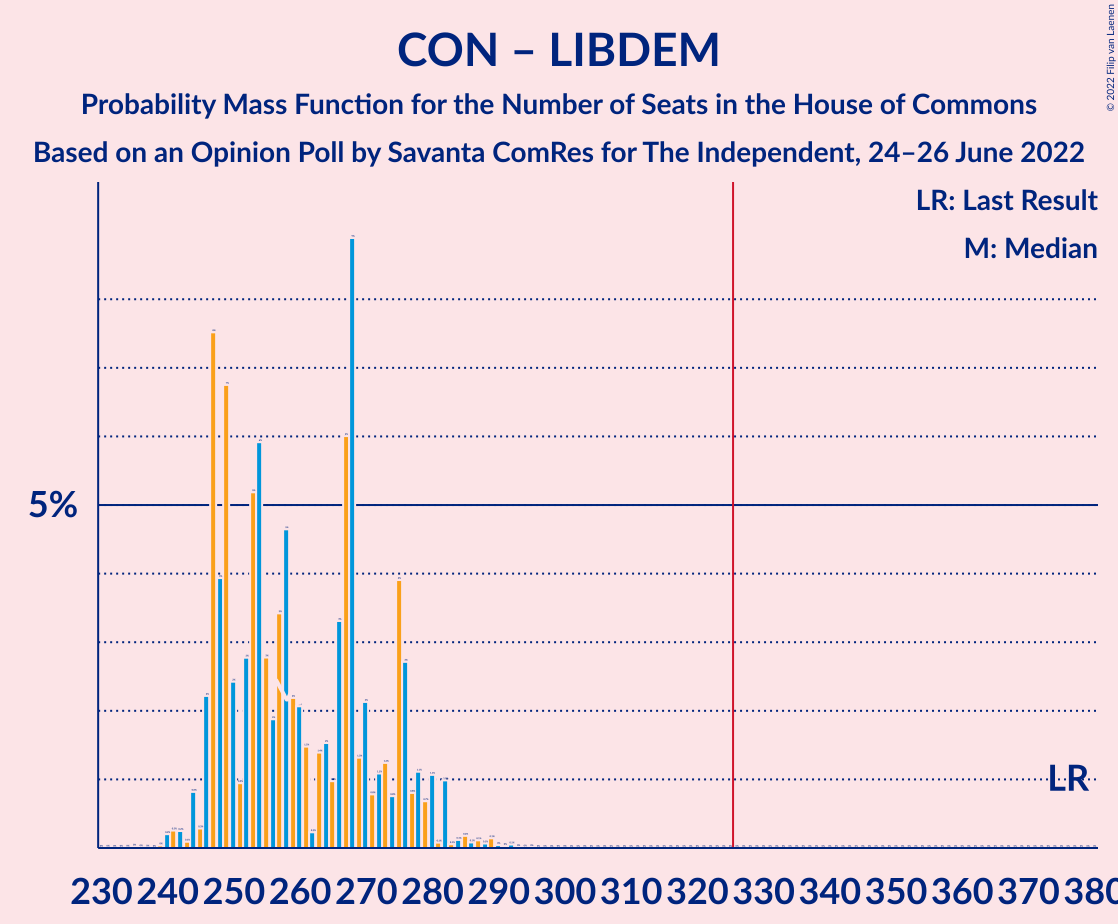 CON – LIBDEM
Probability Mass Function for the Number of Seats in the House of Commons
Based on an Opinion Poll by Savanta ComRes for The Independent, 24–26 June 2022
© 2022 Filip van Laenen
LR: Last Result
M: Median
5%
LR
230 240 250 260 270 280 290 300 310 320 330 340 350 360 370 380